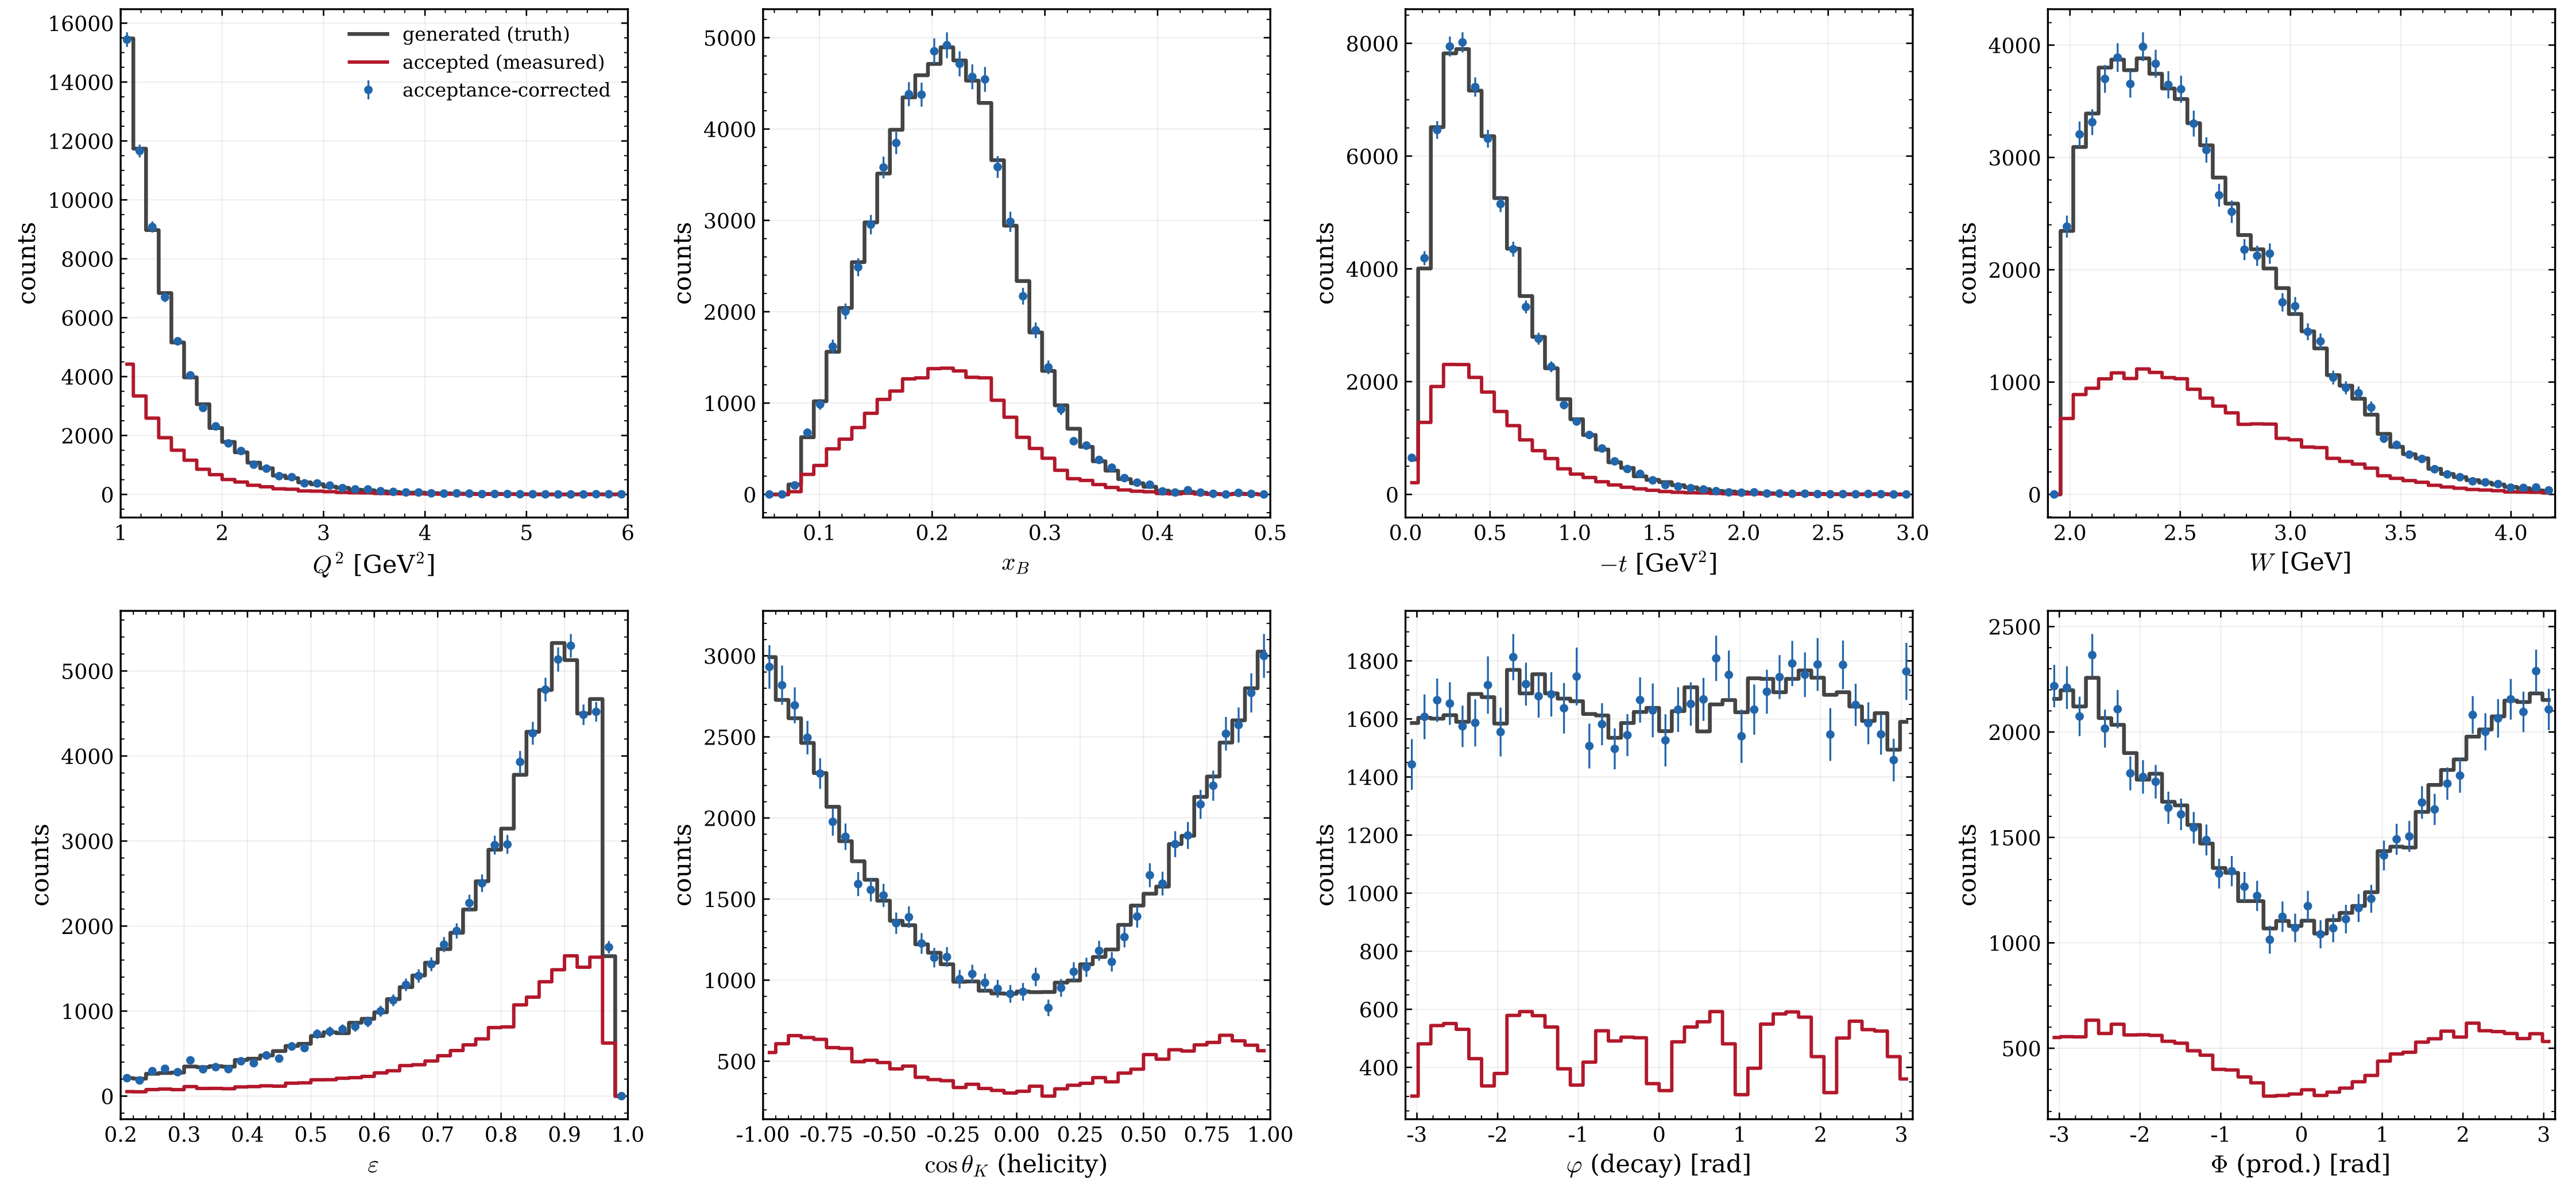 16000
14000
12000
10000
8000
6000
4000
2000
0
counts
1 2 3 4 5 6
Q² [GeV²]
generated (truth)
accepted (measured)
acceptance-corrected
5000
4000
3000
2000
1000
0
counts
0.1 0.2 0.3 0.4 0.5
x_B
8000
6000
4000
2000
0
counts
0.0 0.5 1.0 1.5 2.0 2.5 3.0
−t [GeV²]
4000
3000
2000
1000
0
counts
2.0 2.5 3.0 3.5 4.0
W [GeV]
5000
4000
3000
2000
1000
0
counts
0.2 0.3 0.4 0.5 0.6 0.7 0.8 0.9 1.0
ε
3000
2500
2000
1500
1000
500
counts
-1.00 -0.75 -0.50 -0.25 0.00 0.25 0.50 0.75 1.00
cos θ_K (helicity)
1800
1600
1400
1200
1000
800
600
400
counts
-3 -2 -1 0 1 2 3
φ (decay) [rad]
2500
2000
1500
1000
500
counts
-3 -2 -1 0 1 2 3
Φ (prod.) [rad]